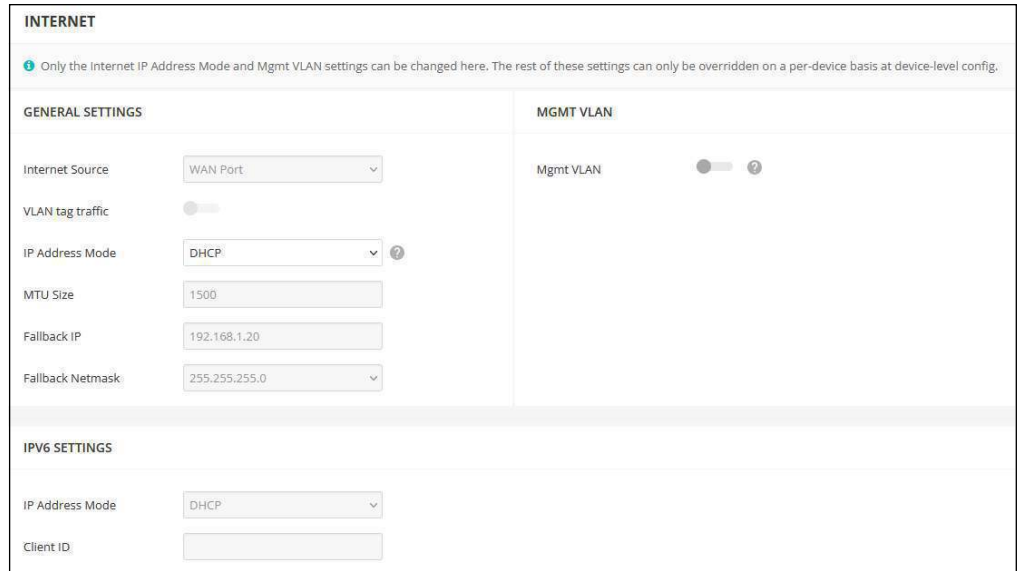 INTERNET
Only the Internet IP Address Mode and Mgmt VLAN settings can be changed here. The rest of these settings can only be overridden on a per-device basis at device-level config.
GENERAL SETTINGS
Internet Source WAN Port
VLAN tag traffic
IP Address Mode DHCP ?
MTU Size 1500
Fallback IP 192.168.1.20
Fallback Netmask 255.255.255.0
MGMT VLAN
Mgmt VLAN ?
IPV6 SETTINGS
IP Address Mode DHCP
Client ID